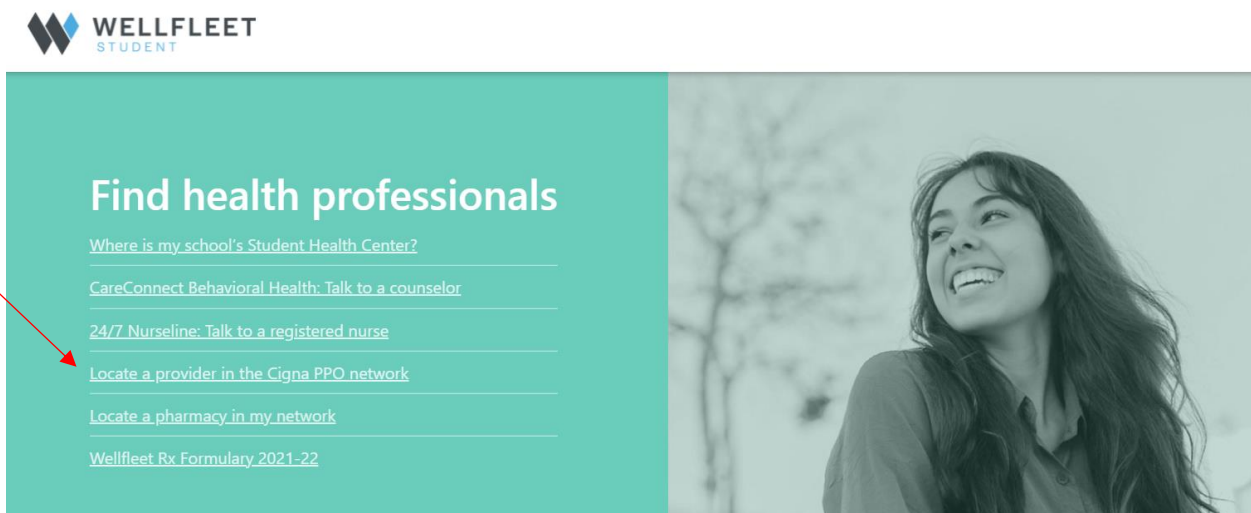 WELLFLEET
STUDENT
Find health professionals
Where is my school's Student Health Center?
CareConnect Behavioral Health: Talk to a counselor
24/7 Nurseline: Talk to a registered nurse
Locate a provider in the Cigna PPO network
Locate a pharmacy in my network
Wellfleet Rx Formulary 2021-22